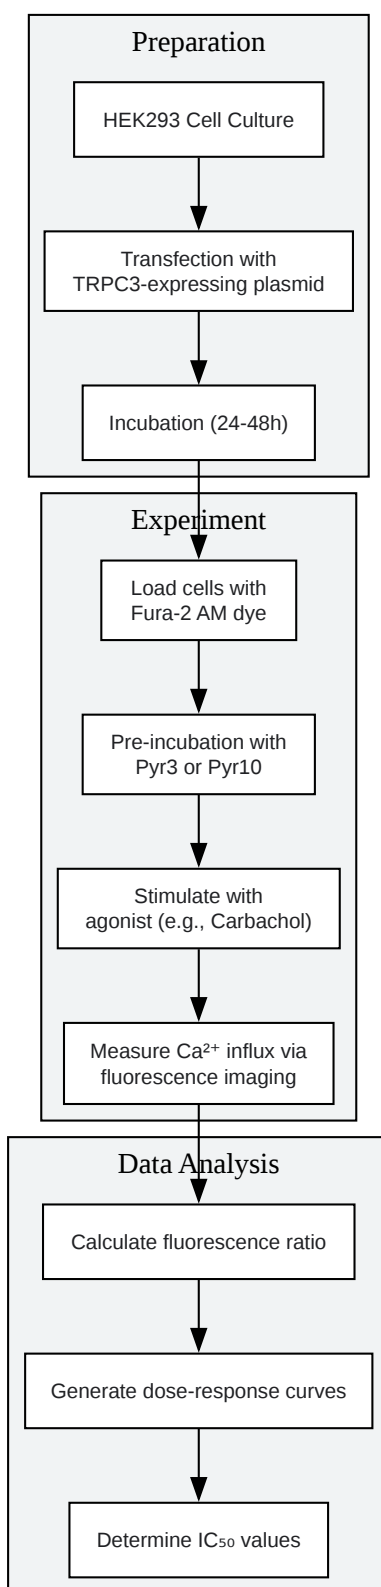 Preparation
HEK293 Cell Culture
Transfection with
TRPC3-expressing plasmid
Incubation (24-48h)
Experiment
Load cells with
Fura-2 AM dye
Pre-incubation with
Pyr3 or Pyr10
Stimulate with
agonist (e.g., Carbachol)
Measure Ca²⁺ influx via
fluorescence imaging
Data Analysis
Calculate fluorescence ratio
Generate dose-response curves
Determine IC₅₀ values